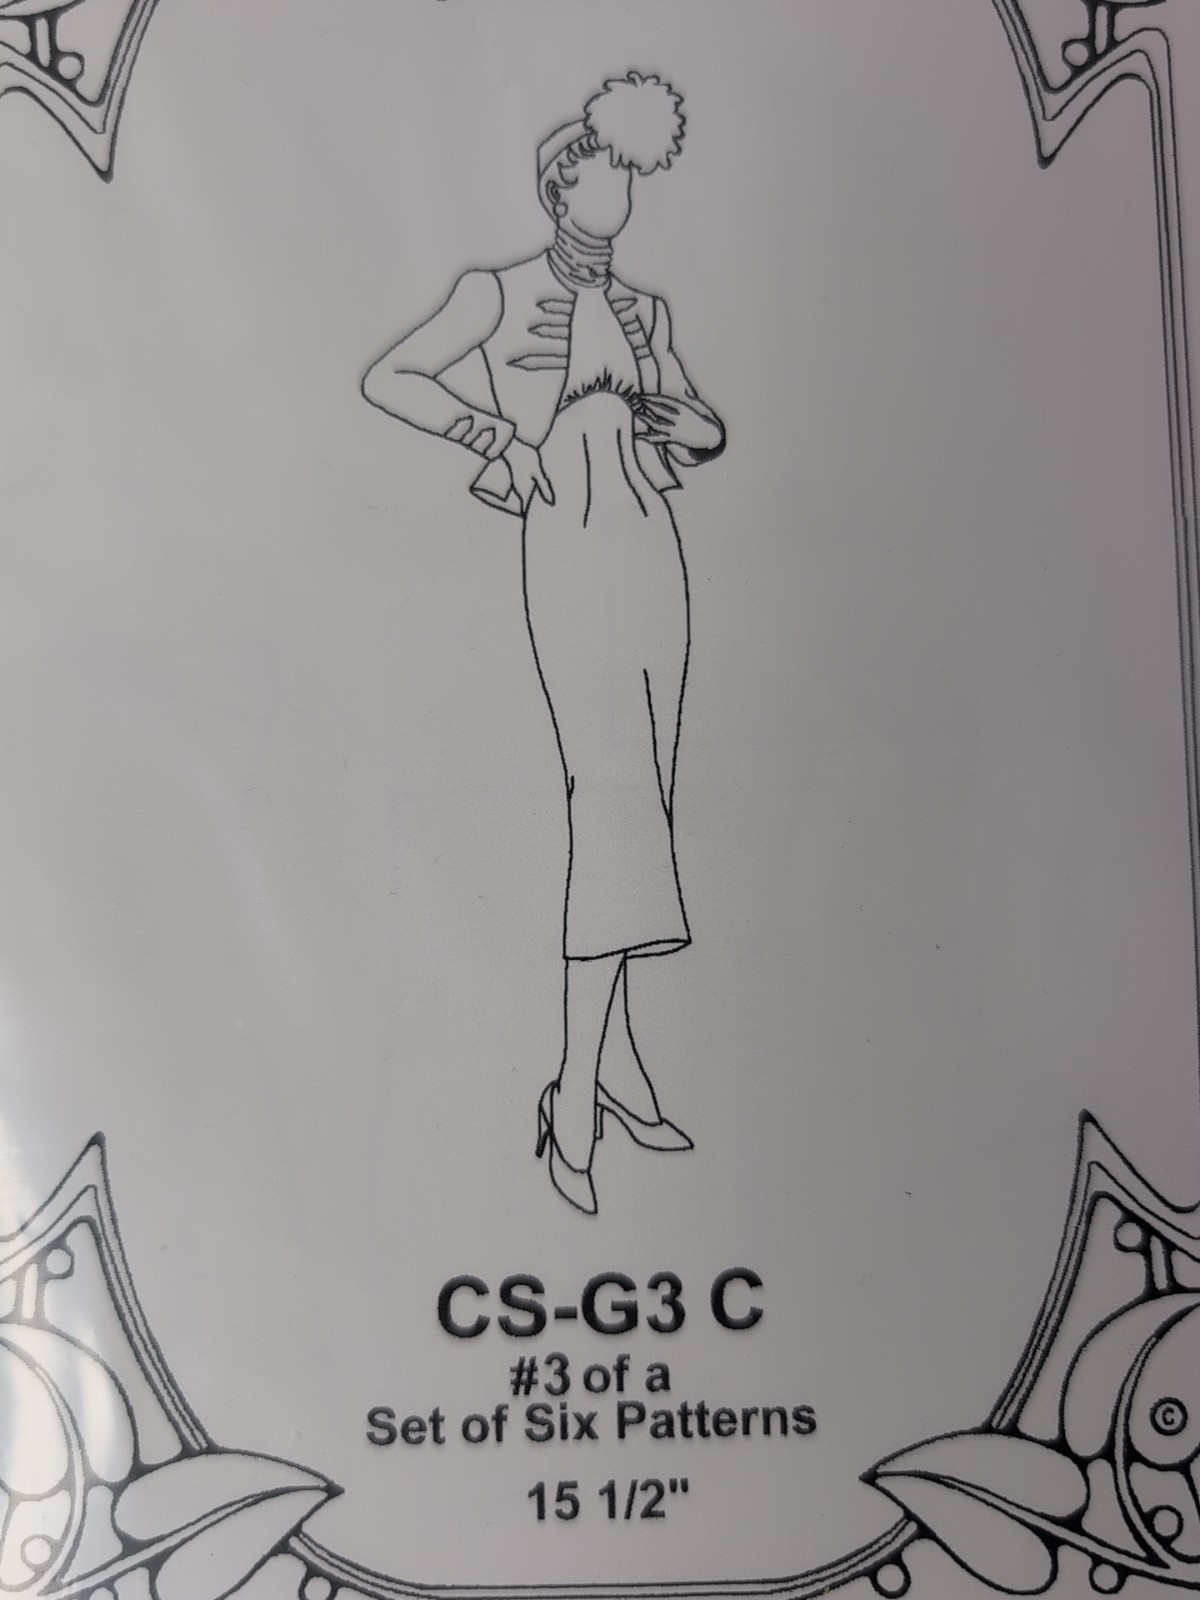 CS-G3 C
#3 of a
Set of Six Patterns
15 1/2"
©